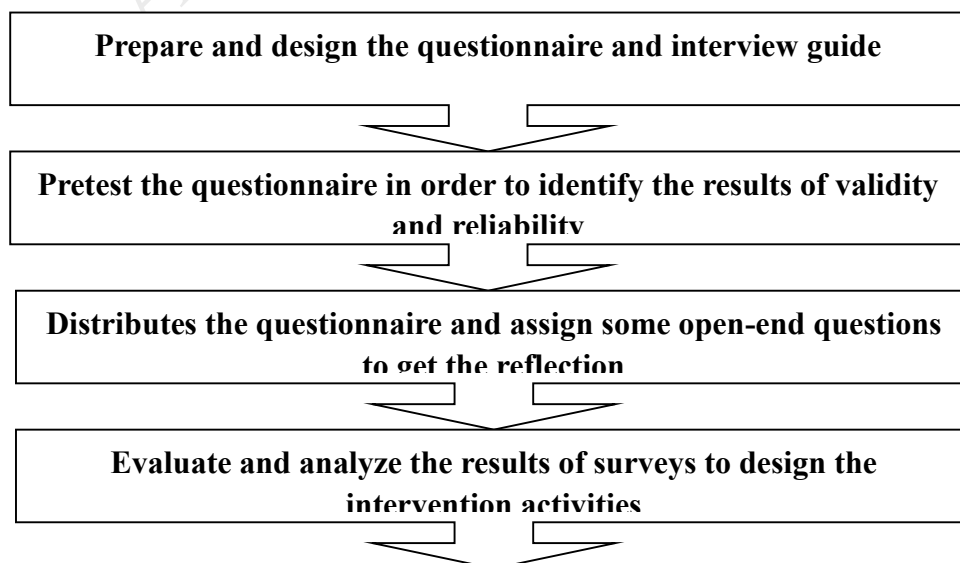 Prepare and design the questionnaire and interview guide
Pretest the questionnaire in order to identify the results of validity
and reliability
Distributes the questionnaire and assign some open-end questions
to get the reflection
Evaluate and analyze the results of surveys to design the
intervention activities